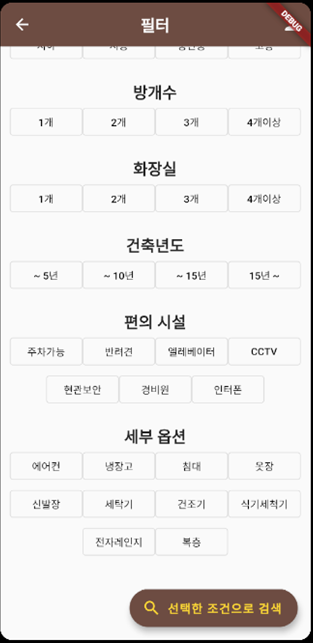 필터
DEBUG
방개수
1개 2개 3개 4개이상
화장실
1개 2개 3개 4개이상
건축년도
~ 5년 ~ 10년 ~ 15년 15년 ~
편의 시설
주차가능 반려견 엘레베이터 CCTV
현관보안 경비원 인터폰
세부 옵션
에어컨 냉장고 침대 옷장
신발장 세탁기 건조기 식기세척기
전자레인지 복층
선택한 조건으로 검색